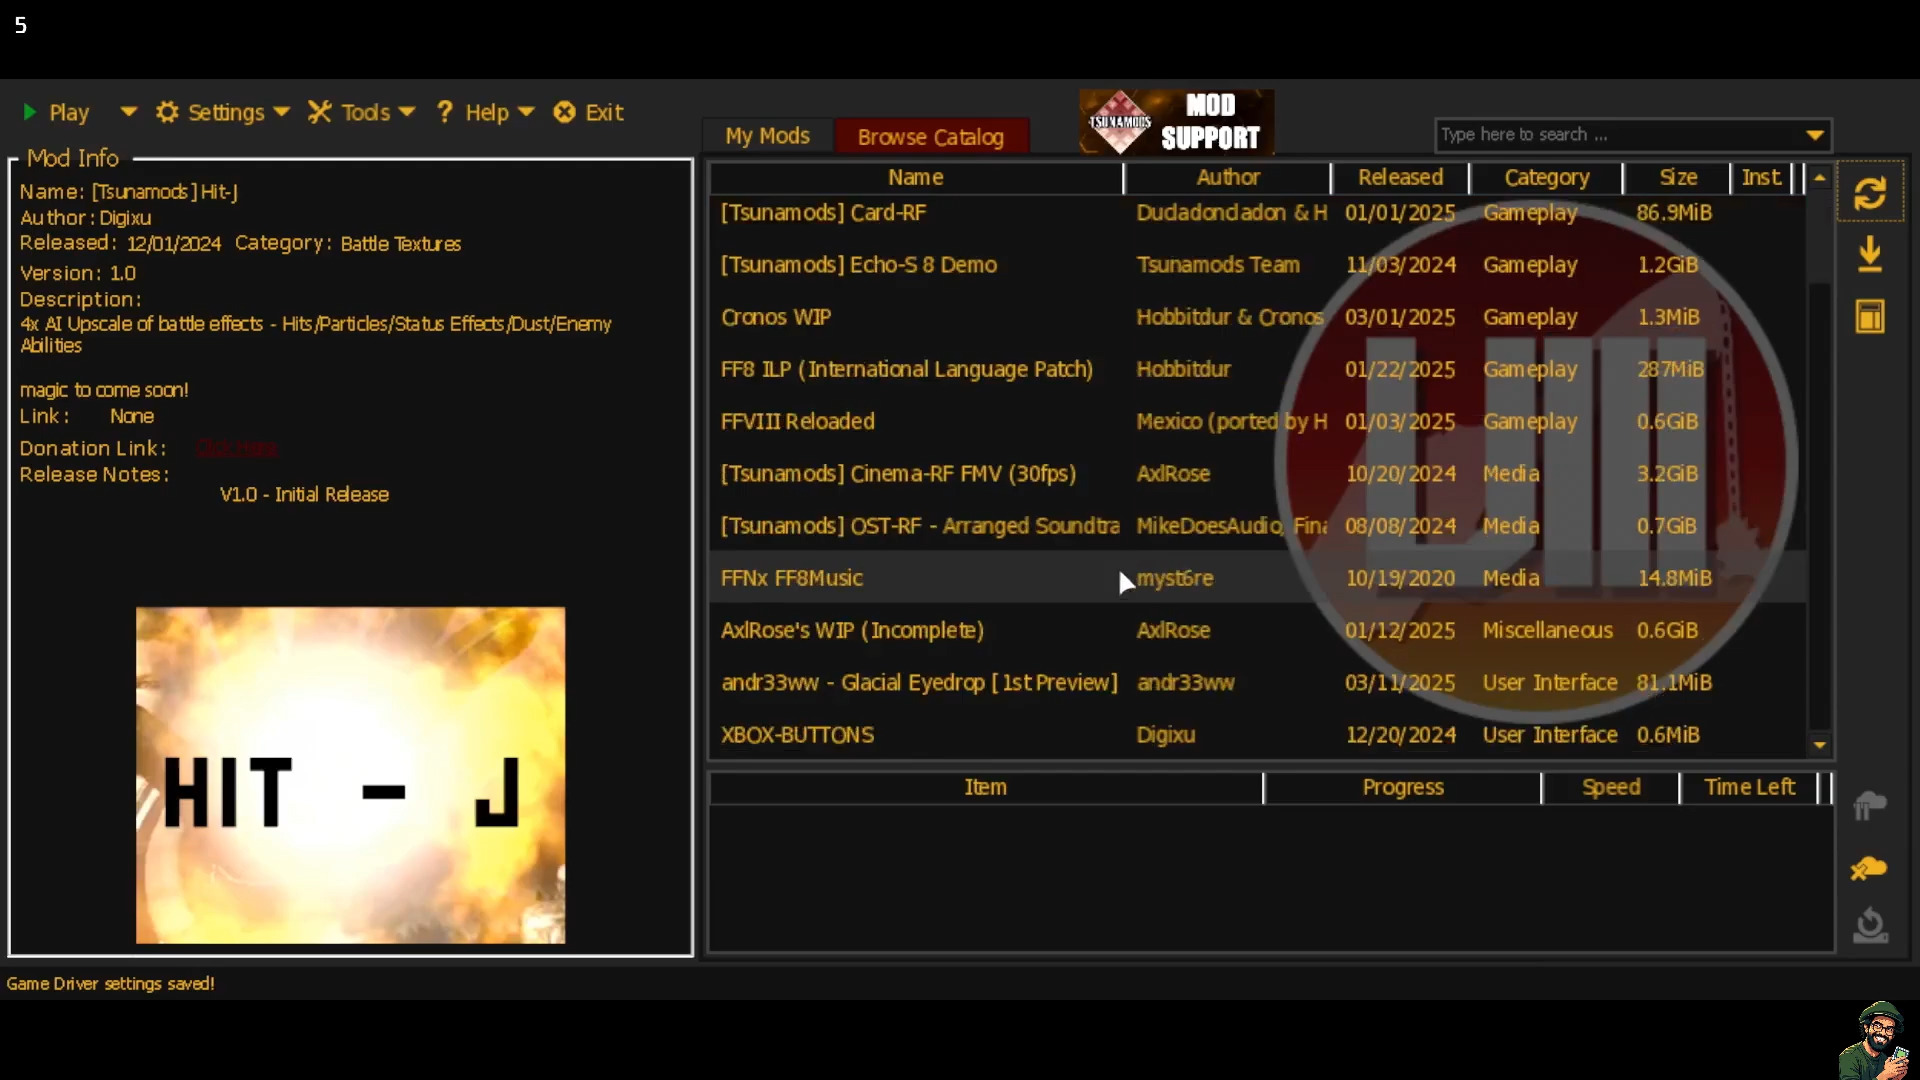 5
Play Settings Tools Help Exit
My Mods Browse Catalog
TSUNAMODS MOD SUPPORT
Type here to search ...
Mod Info
Name: [Tsunamods] Hit-J
Author: Digixu
Released: 12/01/2024 Category: Battle Textures
Version: 1.0
Description:
4x AI Upscale of battle effects - Hits/Particles/Status Effects/Dust/Enemy
Abilities
magic to come soon!
Link: None
Donation Link: Click Here
Release Notes:
V1.0 - Initial Release
HIT - J
Name Author Released Category Size Inst
[Tsunamods] Card-RF Dudadondadon & H 01/01/2025 Gameplay 86.9MiB
[Tsunamods] Echo-S 8 Demo Tsunamods Team 11/03/2024 Gameplay 1.2GiB
Cronos WIP Hobbitdur & Cronos 03/01/2025 Gameplay 1.3MiB
FF8 ILP (International Language Patch) Hobbitdur 01/22/2025 Gameplay 287MiB
FFVIII Reloaded Mexico (ported by H 01/03/2025 Gameplay 0.6GiB
[Tsunamods] Cinema-RF FMV (30fps) AxlRose 10/20/2024 Media 3.2GiB
[Tsunamods] OST-RF - Arranged Soundtra MikeDoesAudio, Fina 08/08/2024 Media 0.7GiB
FFNx FF8Music myst6re 10/19/2020 Media 14.8MiB
AxlRose's WIP (Incomplete) AxlRose 01/12/2025 Miscellaneous 0.6GiB
andr33ww - Glacial Eyedrop [1st Preview] andr33ww 03/11/2025 User Interface 81.1MiB
XBOX-BUTTONS Digixu 12/20/2024 User Interface 0.6MiB
Item Progress Speed Time Left
Game Driver settings saved!